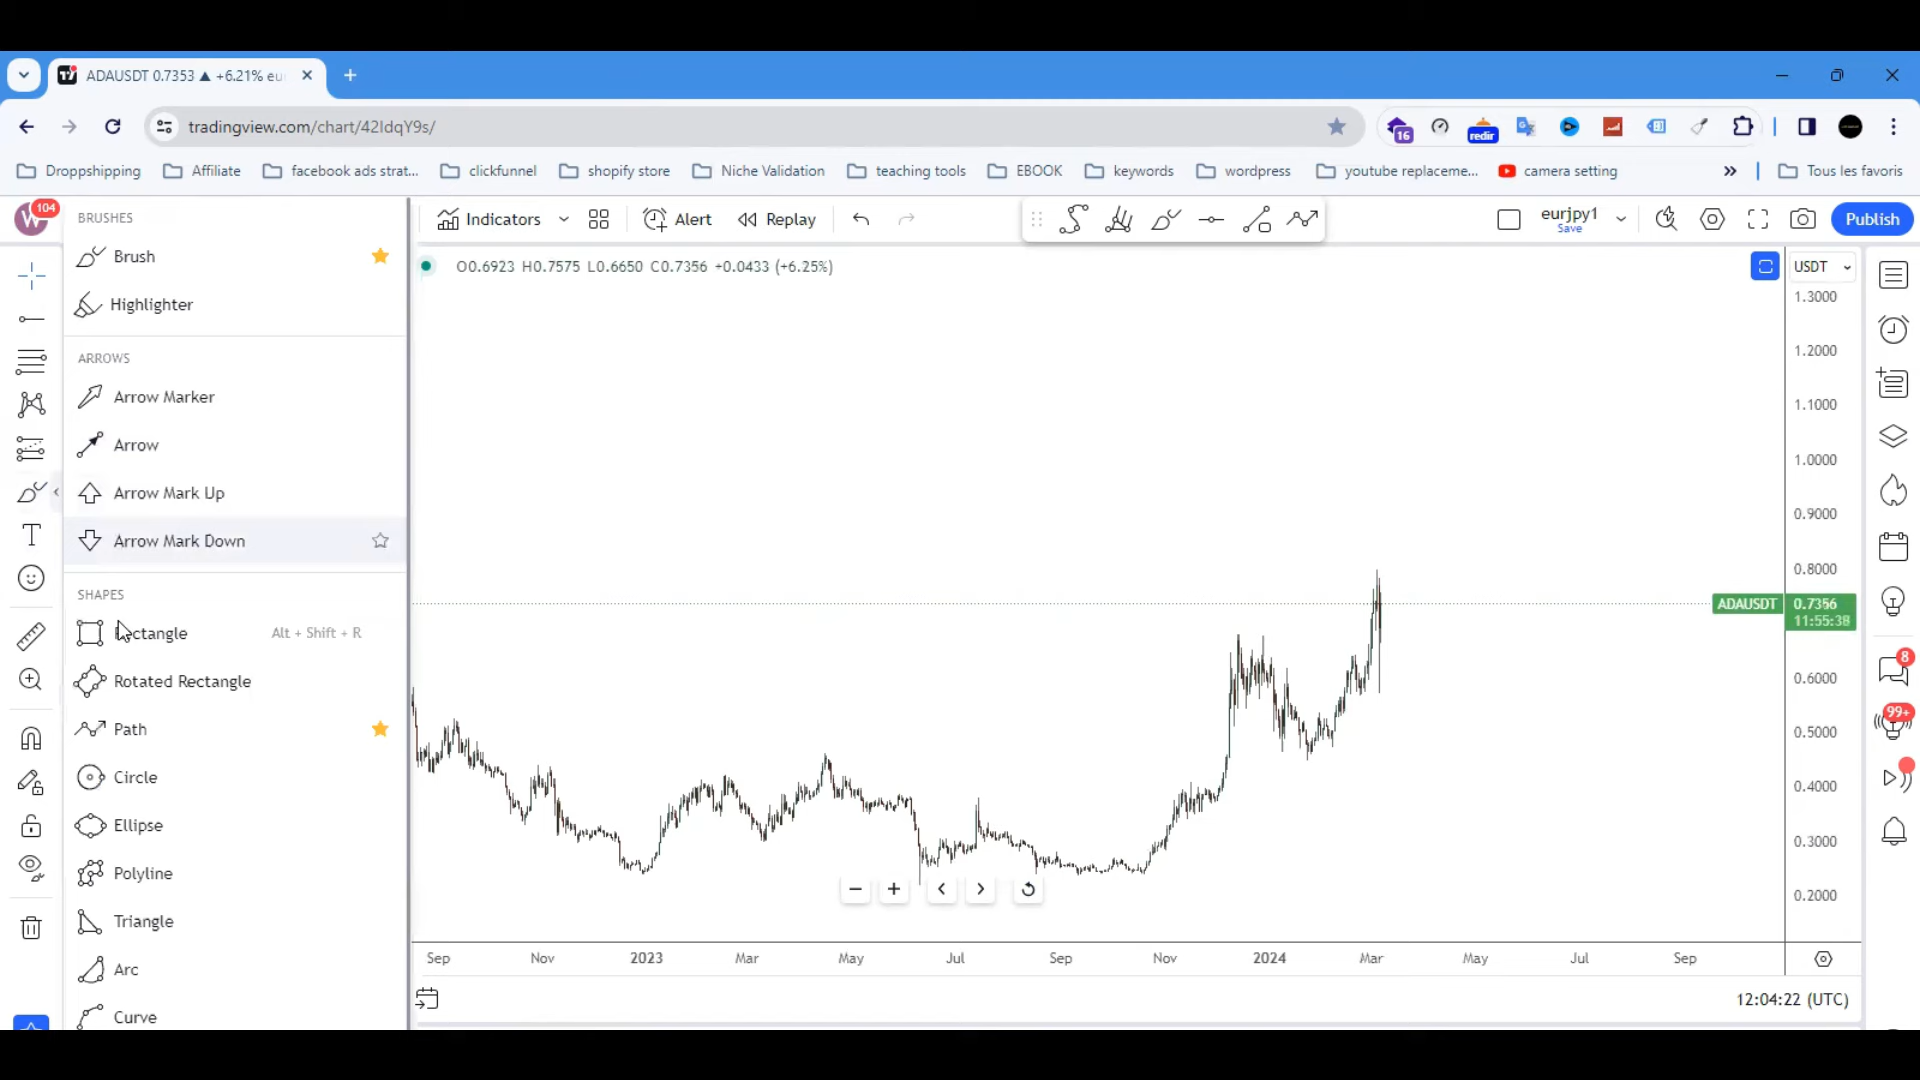 ADAUSDT 0.7353 ▲ +6.21% eu
tradingview.com/chart/42IdqY9s/
16
redir
Droppshipping
Affiliate
facebook ads strat...
clickfunnel
shopify store
Niche Validation
teaching tools
EBOOK
keywords
wordpress
youtube replaceme...
camera setting
»
Tous les favoris
W
104
BRUSHES
Indicators
Alert
Replay
eurjpy1
Save
Publish
Brush
O0.6923 H0.7575 L0.6650 C0.7356 +0.0433 (+6.25%)
USDT
Highlighter
ARROWS
Arrow Marker
Arrow
Arrow Mark Up
Arrow Mark Down
SHAPES
Rectangle Alt + Shift + R
Rotated Rectangle
Path
Circle
Ellipse
Polyline
Triangle
Arc
Curve
1.3000
1.2000
1.1000
1.0000
0.9000
0.8000
ADAUSDT 0.7356
11:55:38
0.6000
0.5000
0.4000
0.3000
0.2000
8
99+
Sep Nov 2023 Mar May Jul Sep Nov 2024 Mar May Jul Sep
12:04:22 (UTC)